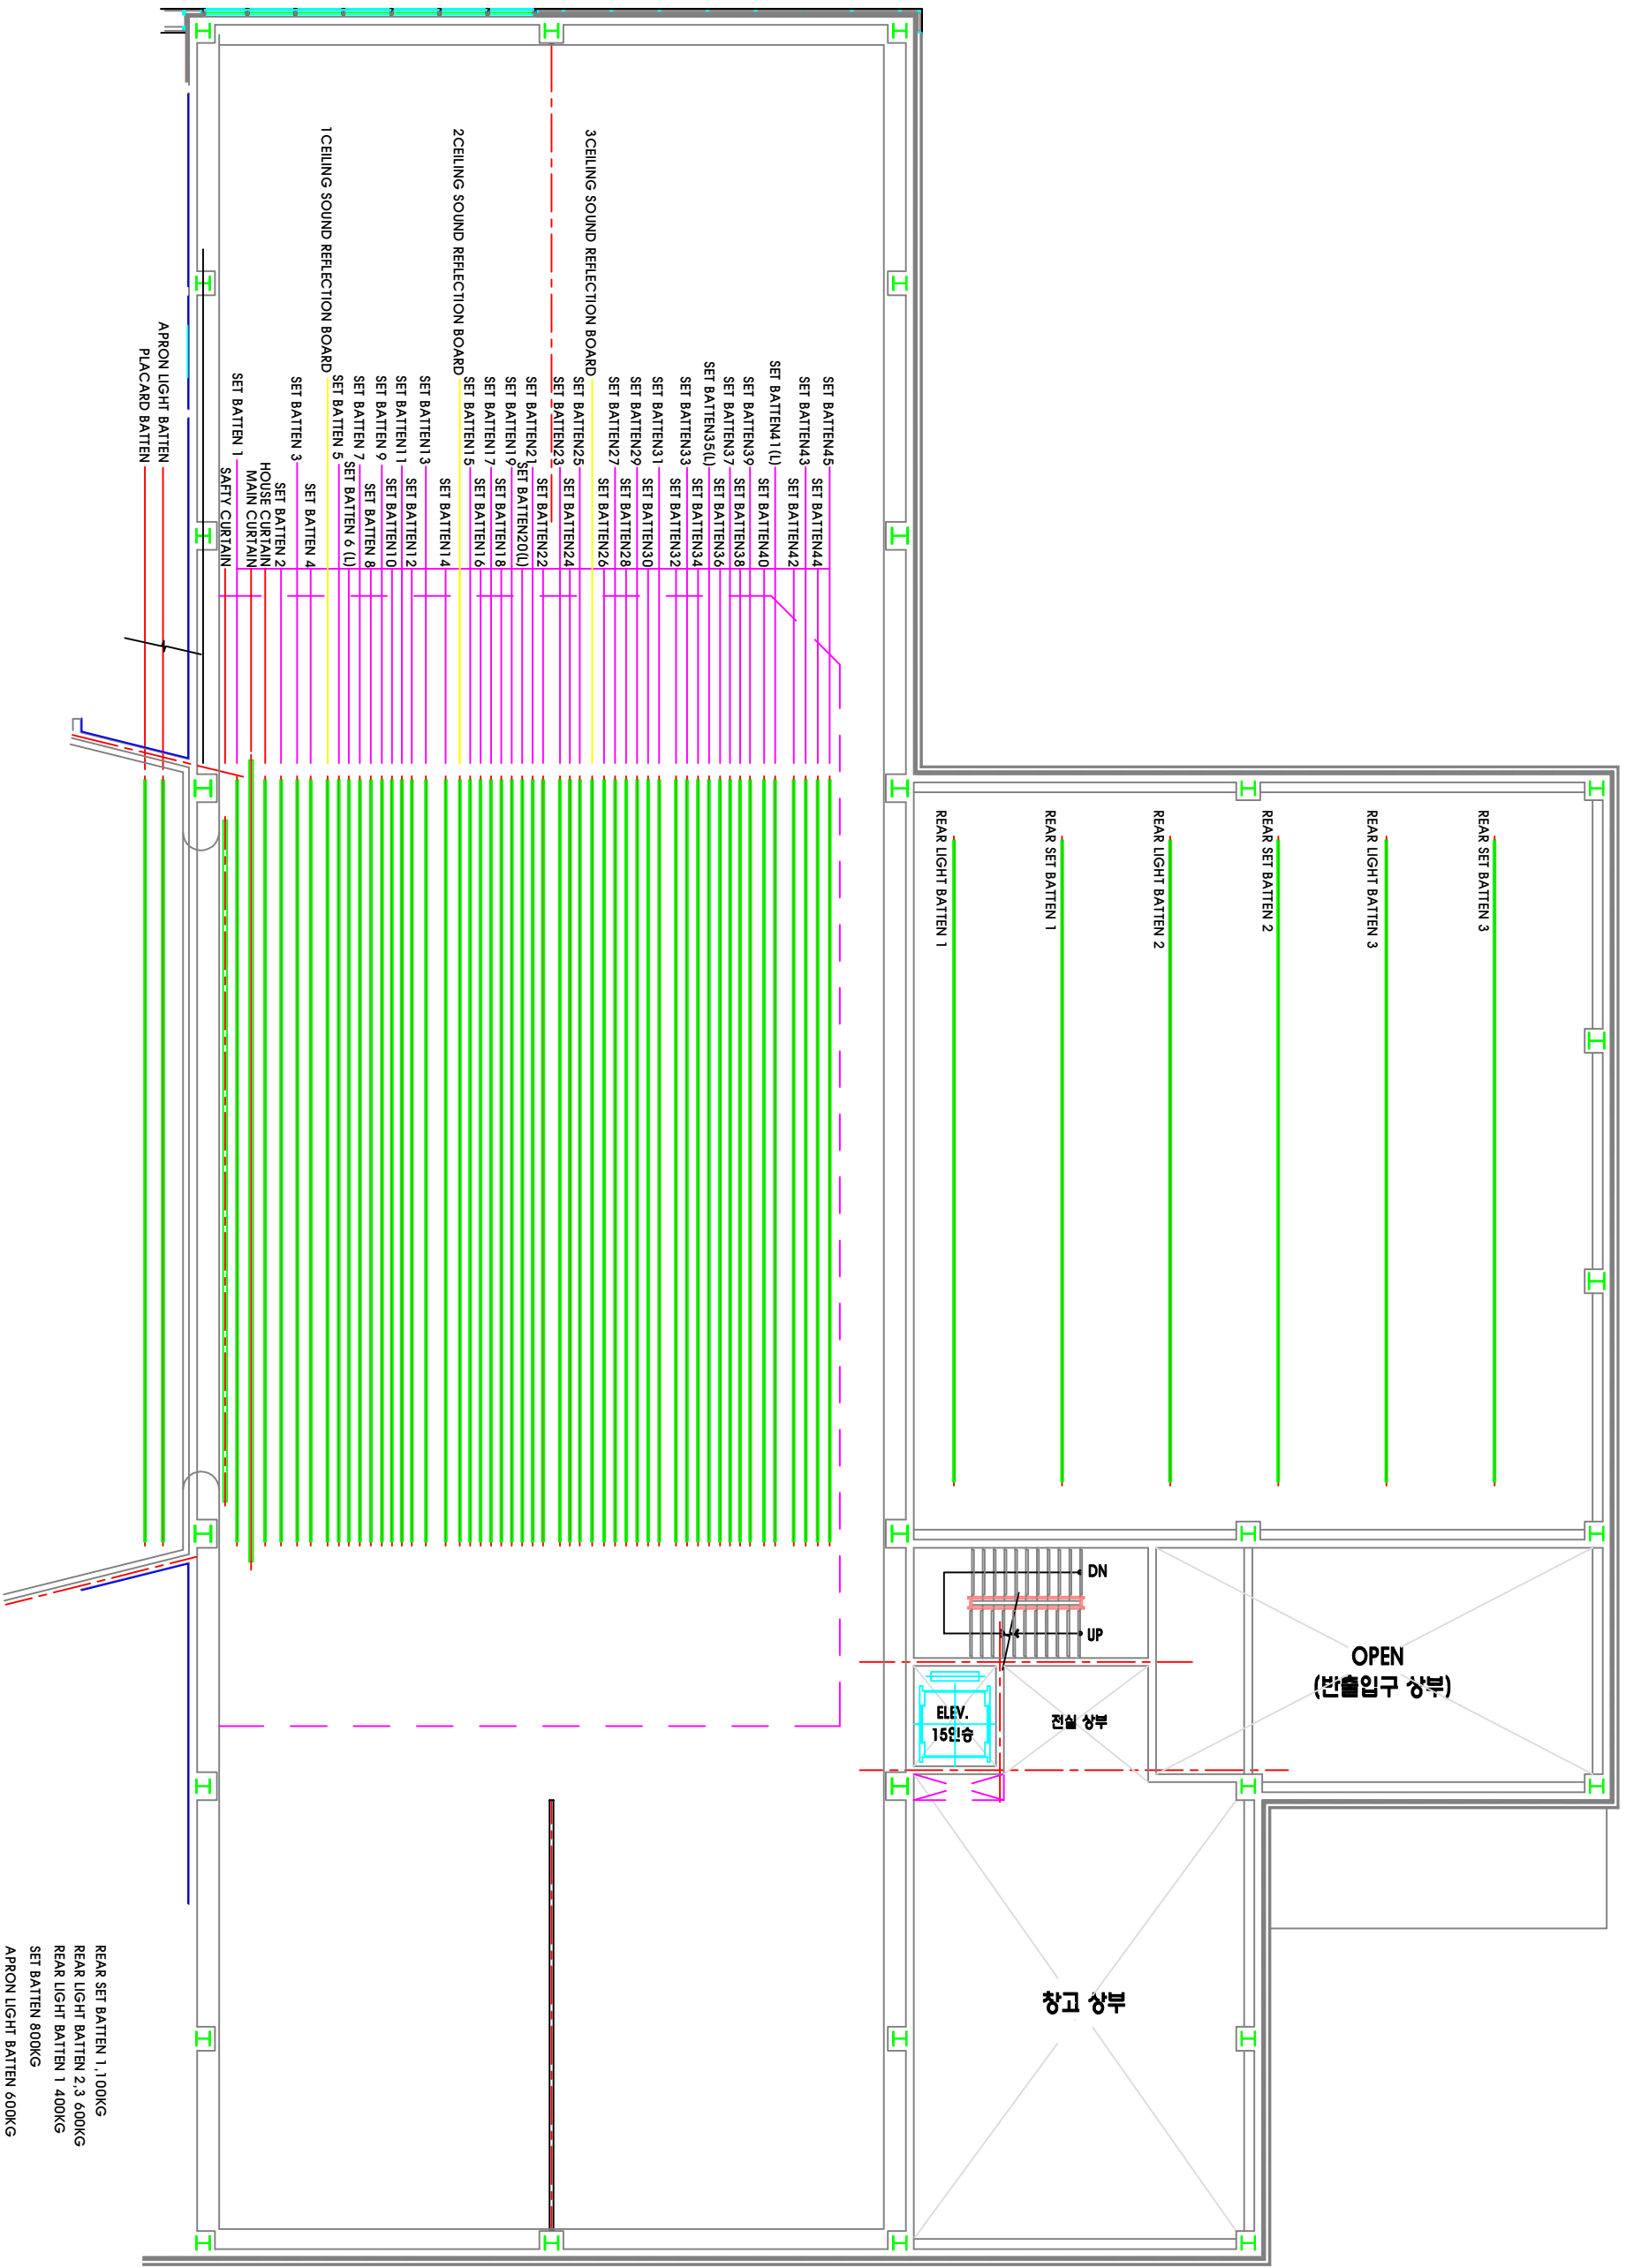 PLACARD BATTEN
APRON LIGHT BATTEN
SAFTY CURTAIN
SET BATTEN 1
MAIN CURTAIN
HOUSE CURTAIN
SET BATTEN 2
SET BATTEN 3
SET BATTEN 4
1CEILING SOUND REFLECTION BOARD
SET BATTEN 5
SET BATTEN 6 (L)
SET BATTEN 7
SET BATTEN 8
SET BATTEN 9
SET BATTEN10
SET BATTEN11
SET BATTEN12
SET BATTEN13
SET BATTEN14
2CEILING SOUND REFLECTION BOARD
SET BATTEN15
SET BATTEN16
SET BATTEN17
SET BATTEN18
SET BATTEN19
SET BATTEN20(L)
SET BATTEN21
SET BATTEN22
SET BATTEN23
SET BATTEN24
SET BATTEN25
3CEILING SOUND REFLECTION BOARD
SET BATTEN26
SET BATTEN27
SET BATTEN28
SET BATTEN29
SET BATTEN30
SET BATTEN31
SET BATTEN32
SET BATTEN33
SET BATTEN34
SET BATTEN35(L)
SET BATTEN36
SET BATTEN37
SET BATTEN38
SET BATTEN39
SET BATTEN40
SET BATTEN41(L)
SET BATTEN42
SET BATTEN43
SET BATTEN44
SET BATTEN45
REAR LIGHT BATTEN 1
REAR SET BATTEN 1
REAR LIGHT BATTEN 2
REAR SET BATTEN 2
REAR LIGHT BATTEN 3
REAR SET BATTEN 3
DN
UP
OPEN
(반출입구 상부)
ELEV.
15인승
전실 상부
창고 상부
REAR SET BATTEN 1,100KG
REAR LIGHT BATTEN 2,3 600KG
REAR LIGHT BATTEN 1 400KG
SET BATTEN 800KG
APRON LIGHT BATTEN 600KG